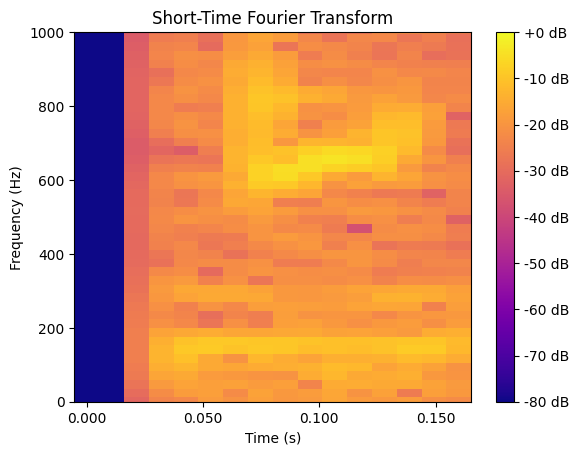 Short-Time Fourier Transform
1000
800
600
400
200
0
Frequency (Hz)
0.000
0.050
0.100
0.150
Time (s)
+0 dB
-10 dB
-20 dB
-30 dB
-40 dB
-50 dB
-60 dB
-70 dB
-80 dB